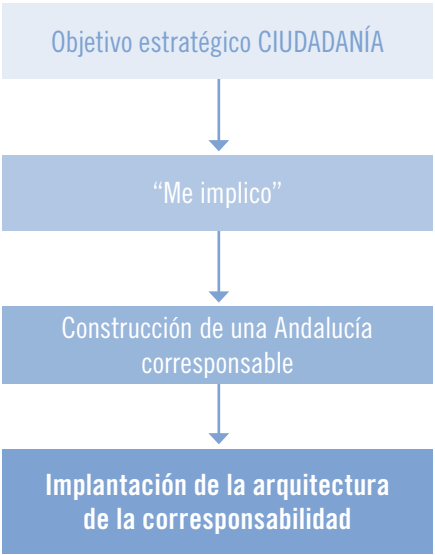 Objetivo estratégico CIUDADANÍA
“Me implico”
Construcción de una Andalucía
corresponsable
Implantación de la arquitectura
de la corresponsabilidad